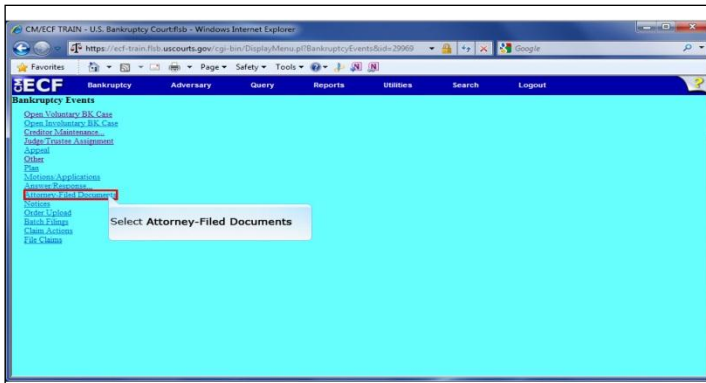 CM/ECF TRAIN - U.S. Bankruptcy Court:flsb - Windows Internet Explorer
https://ecf-train.flsb.uscourts.gov/cgi-bin/DisplayMenu.pl?BankruptcyEvents&id=29969
Google
Favorites Page Safety Tools
ECF Bankruptcy Adversary Query Reports Utilities Search Logout ?
Bankruptcy Events
Open Voluntary BK Case
Open Involuntary BK Case
Creditor Maintenance...
Judge/Trustee Assignment
Appeal
Other
Plan
Motions/Applications
Answer/Response...
Attorney-Filed Documents
Notices
Order Upload
Batch Filings
Claim Actions
File Claims
Select Attorney-Filed Documents